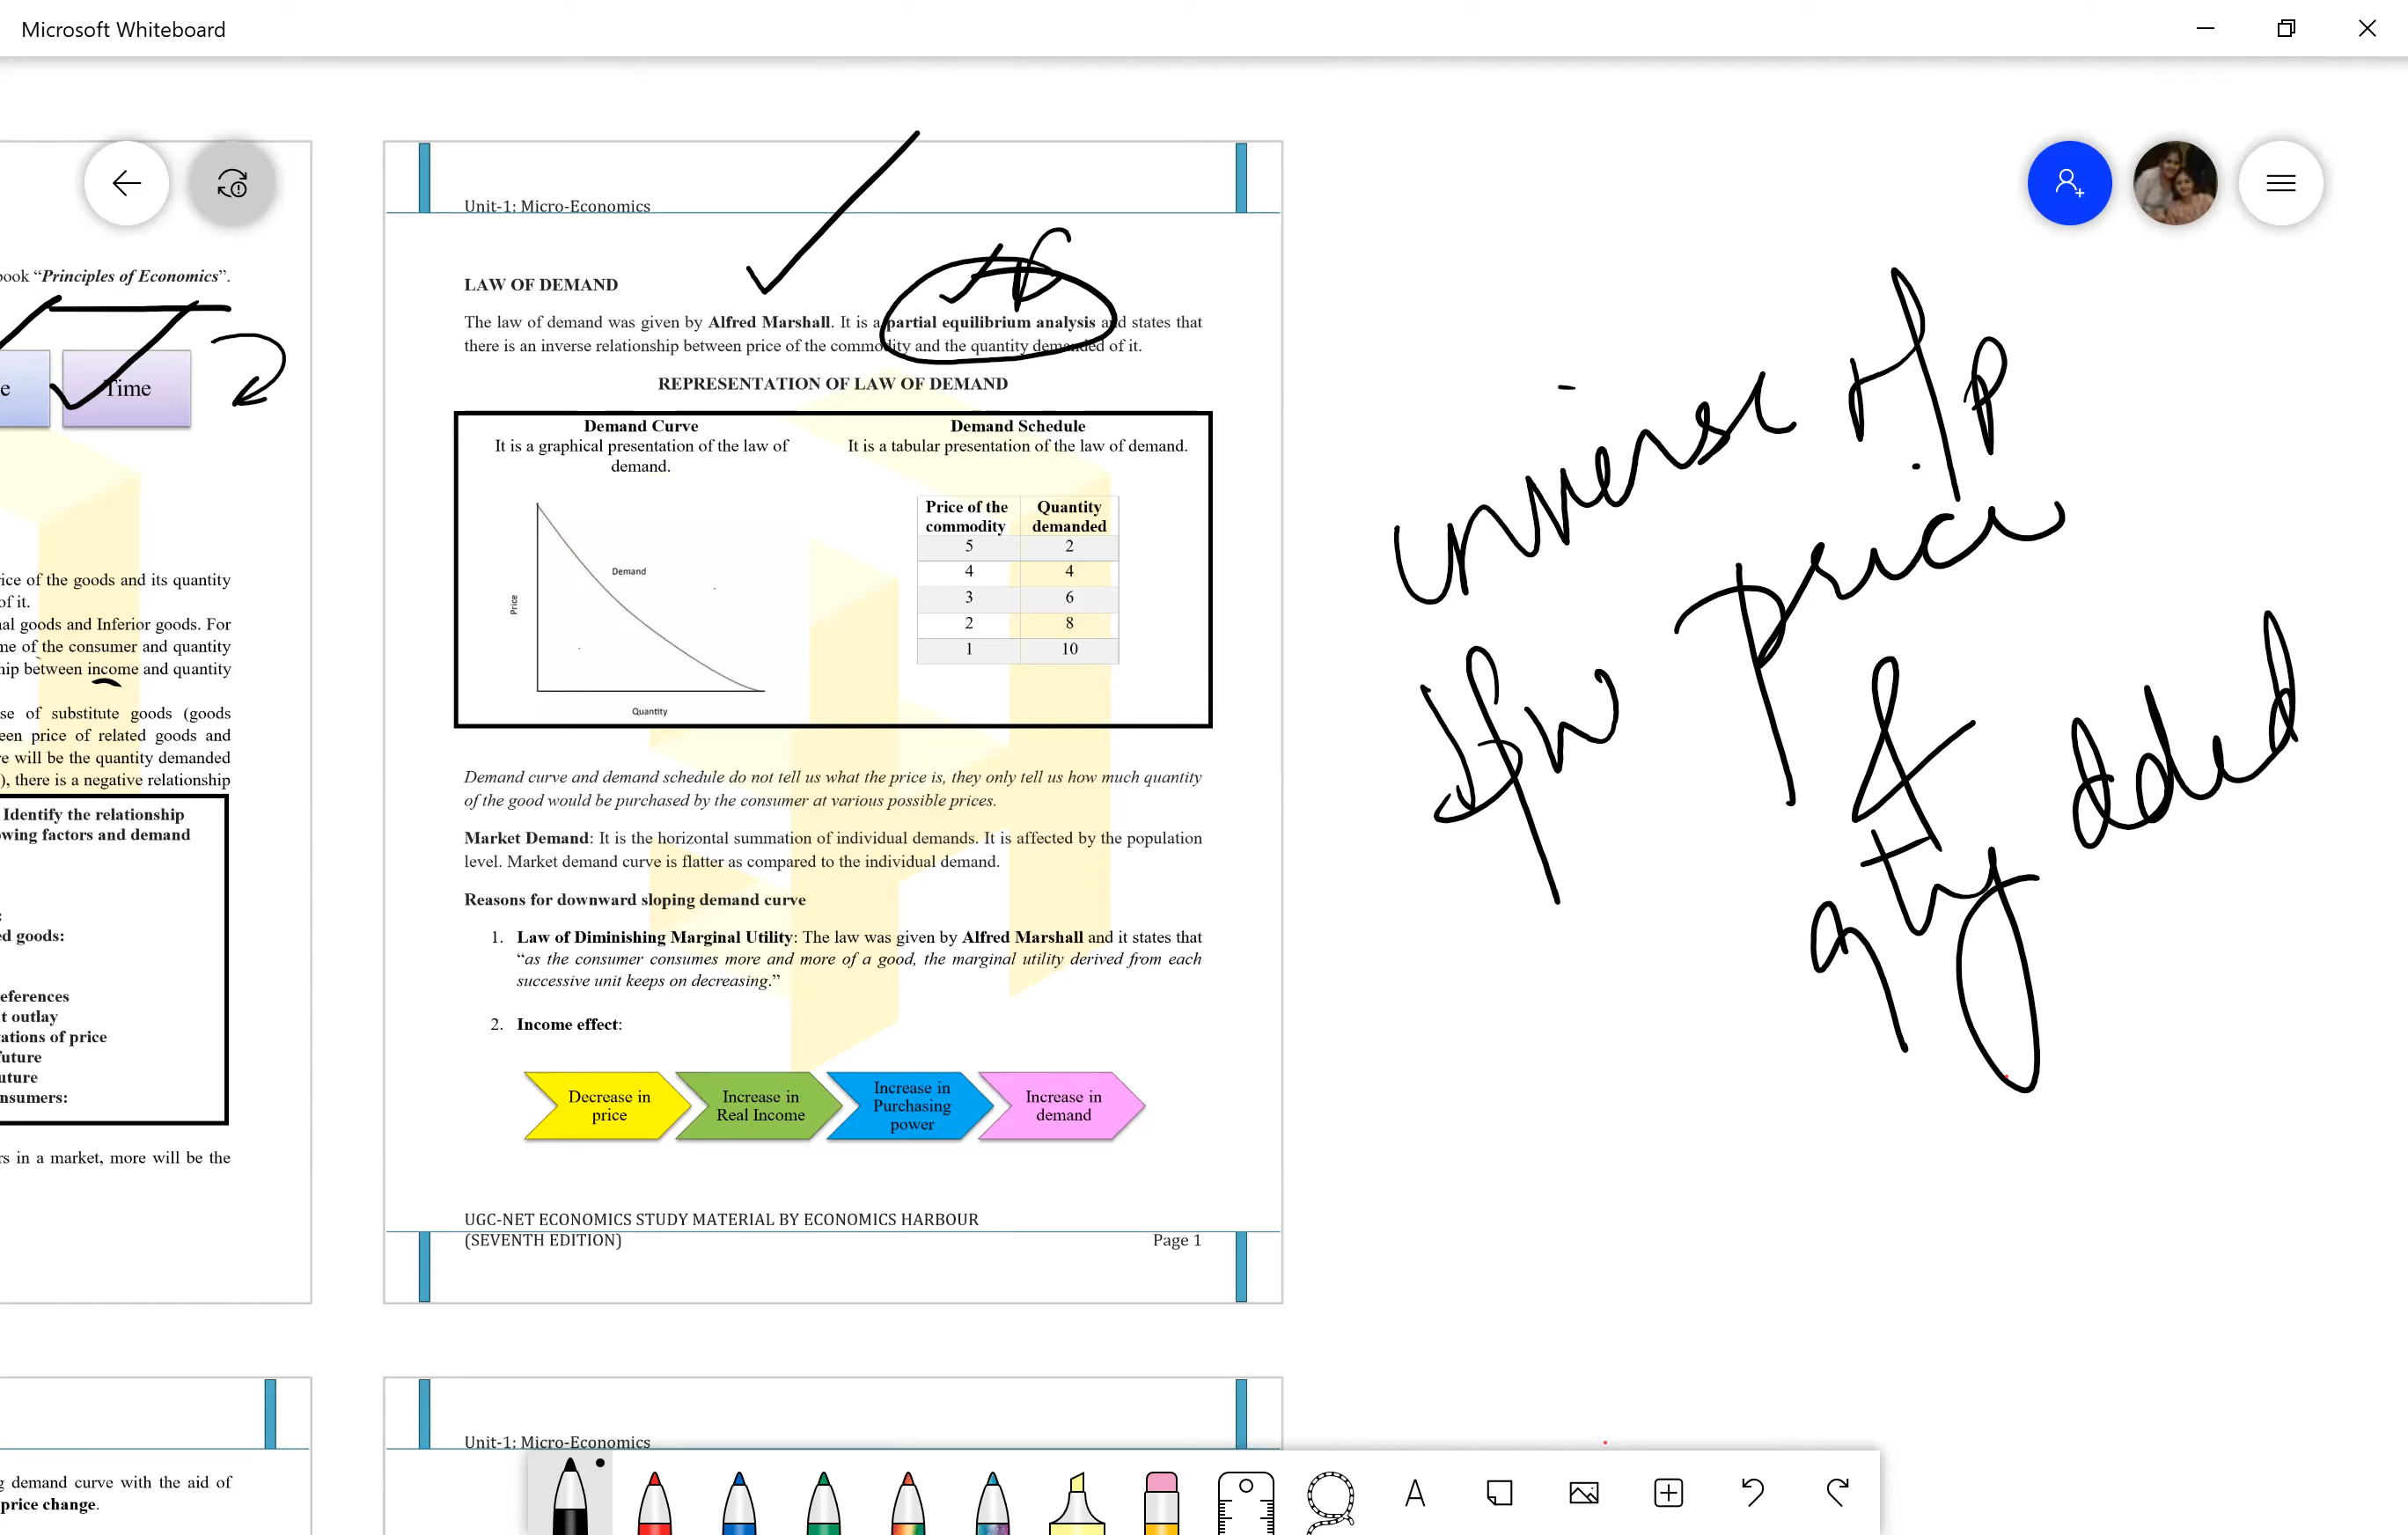 Microsoft Whiteboard
book “Principles of Economics”.
e
Time
rice of the goods and its quantity
of it.
al goods and Inferior goods. For
me of the consumer and quantity
hip between income and quantity
se of substitute goods (goods
een price of related goods and
re will be the quantity demanded
), there is a negative relationship
Identify the relationship
owing factors and demand
:
ed goods:
eferences
t outlay
ations of price
future
uture
nsumers:
rs in a market, more will be the
g demand curve with the aid of
price change.
Unit-1: Micro-Economics
LAW OF DEMAND
The law of demand was given by Alfred Marshall. It is a partial equilibrium analysis and states that
there is an inverse relationship between price of the commodity and the quantity demanded of it.
REPRESENTATION OF LAW OF DEMAND
Demand Curve
It is a graphical presentation of the law of
demand.
Price
Demand
Quantity
Demand Schedule
It is a tabular presentation of the law of demand.
Price of the commodity Quantity demanded
5 2
4 4
3 6
2 8
1 10
Demand curve and demand schedule do not tell us what the price is, they only tell us how much quantity
of the good would be purchased by the consumer at various possible prices.
Market Demand: It is the horizontal summation of individual demands. It is affected by the population
level. Market demand curve is flatter as compared to the individual demand.
Reasons for downward sloping demand curve
1. Law of Diminishing Marginal Utility: The law was given by Alfred Marshall and it states that
“as the consumer consumes more and more of a good, the marginal utility derived from each
successive unit keeps on decreasing.”
2. Income effect:
Decrease in
price
Increase in
Real Income
Increase in
Purchasing
power
Increase in
demand
UGC-NET ECONOMICS STUDY MATERIAL BY ECONOMICS HARBOUR
(SEVENTH EDITION)
Page 1
Unit-1: Micro-Economics
inverse r/p
b/w price
&
qty dded